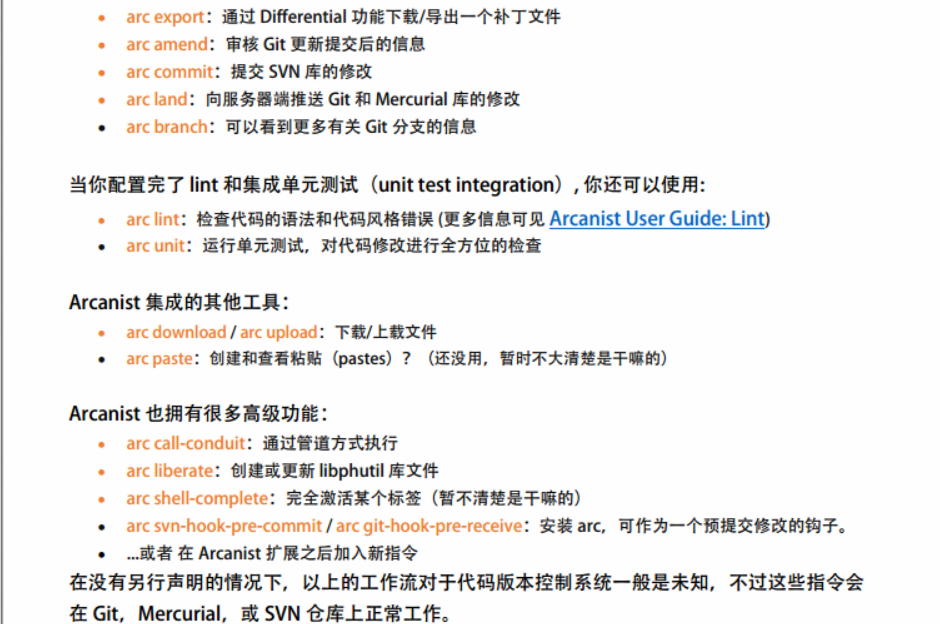 • arc export：通过 Differential 功能下载/导出一个补丁文件
• arc amend：审核 Git 更新提交后的信息
• arc commit：提交 SVN 库的修改
• arc land：向服务器端推送 Git 和 Mercurial 库的修改
• arc branch：可以看到更多有关 Git 分支的信息
当你配置完了 lint 和集成单元测试（unit test integration）, 你还可以使用:
• arc lint：检查代码的语法和代码风格错误 (更多信息可见 Arcanist User Guide: Lint)
• arc unit：运行单元测试，对代码修改进行全方位的检查
Arcanist 集成的其他工具：
• arc download / arc upload：下载/上载文件
• arc paste：创建和查看粘贴（pastes）？（还没用，暂时不大清楚是干嘛的）
Arcanist 也拥有很多高级功能：
• arc call-conduit：通过管道方式执行
• arc liberate：创建或更新 libphutil 库文件
• arc shell-complete：完全激活某个标签（暂不清楚是干嘛的）
• arc svn-hook-pre-commit / arc git-hook-pre-receive：安装 arc，可作为一个预提交修改的钩子。
• ...或者 在 Arcanist 扩展之后加入新指令
在没有另行声明的情况下，以上的工作流对于代码版本控制系统一般是未知，不过这些指令会
在 Git，Mercurial，或 SVN 仓库上正常工作。